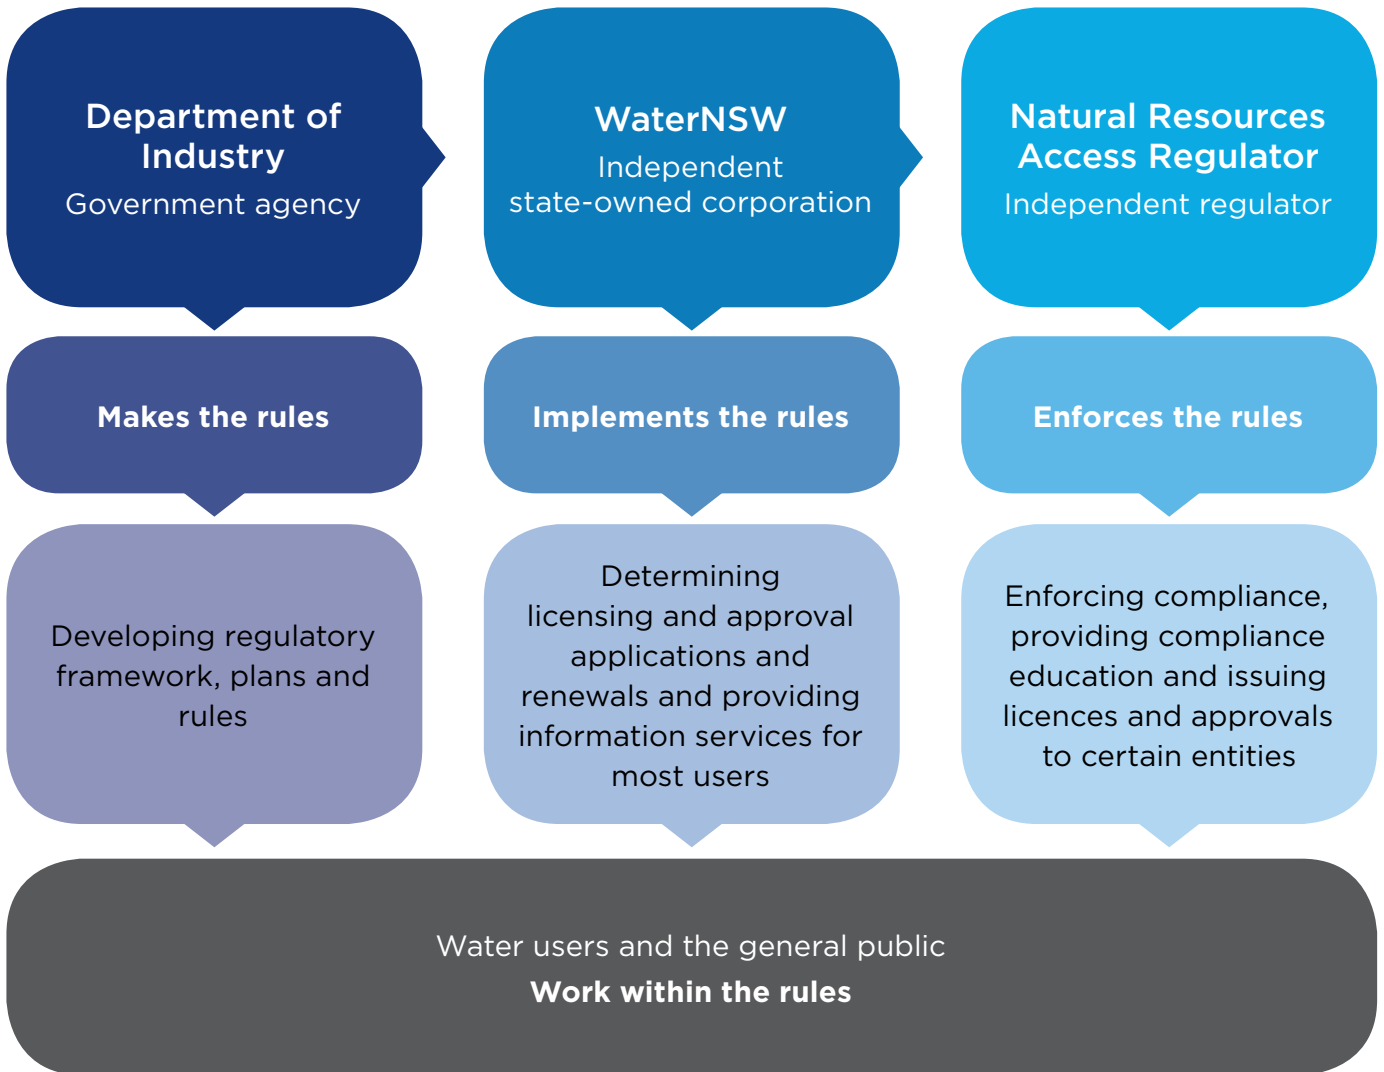 Department of
Industry
Government agency
WaterNSW
Independent
state-owned corporation
Natural Resources
Access Regulator
Independent regulator
Makes the rules
Implements the rules
Enforces the rules
Developing regulatory
framework, plans and
rules
Determining
licensing and approval
applications and
renewals and providing
information services for
most users
Enforcing compliance,
providing compliance
education and issuing
licences and approvals
to certain entities
Water users and the general public
Work within the rules